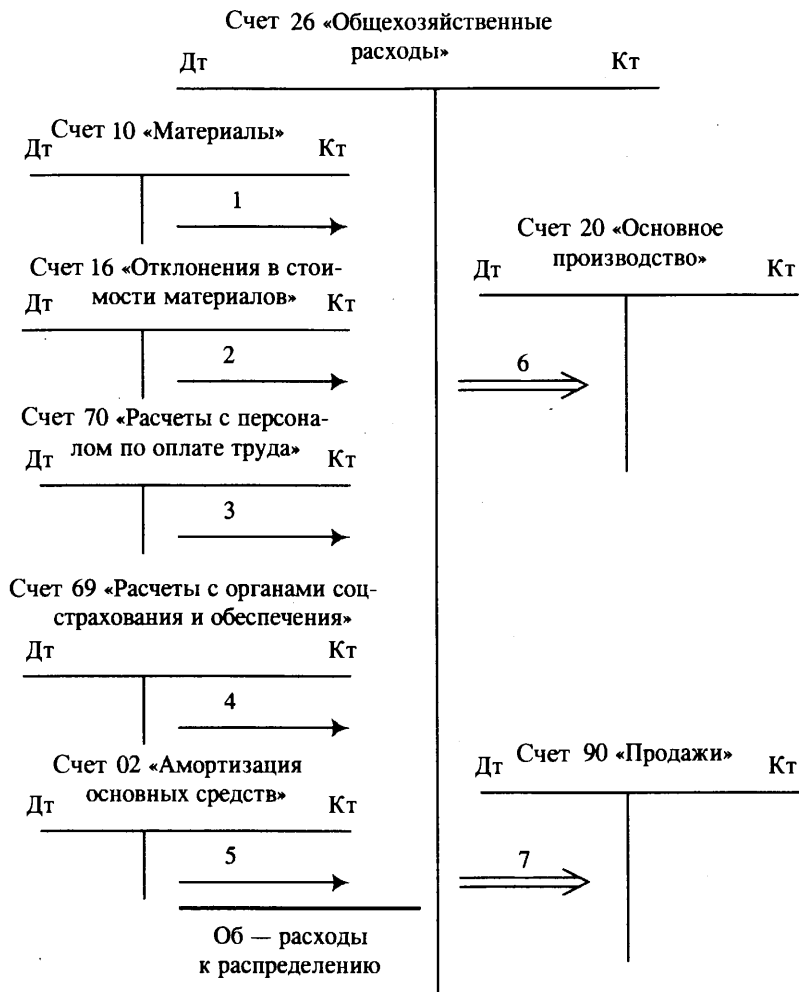 Счет 26 «Общехозяйственные
расходы»
Дт Кт
Счет 10 «Материалы»
Дт Кт
1
Счет 16 «Отклонения в стои-
мости материалов»
Дт Кт
2
Счет 70 «Расчеты с персона-
лом по оплате труда»
Дт Кт
3
Счет 69 «Расчеты с органами соц-
страхования и обеспечения»
Дт Кт
4
Счет 02 «Амортизация
основных средств»
Дт Кт
5
Об — расходы
к распределению
Счет 20 «Основное
производство»
Дт Кт
6
Счет 90 «Продажи»
Дт Кт
7